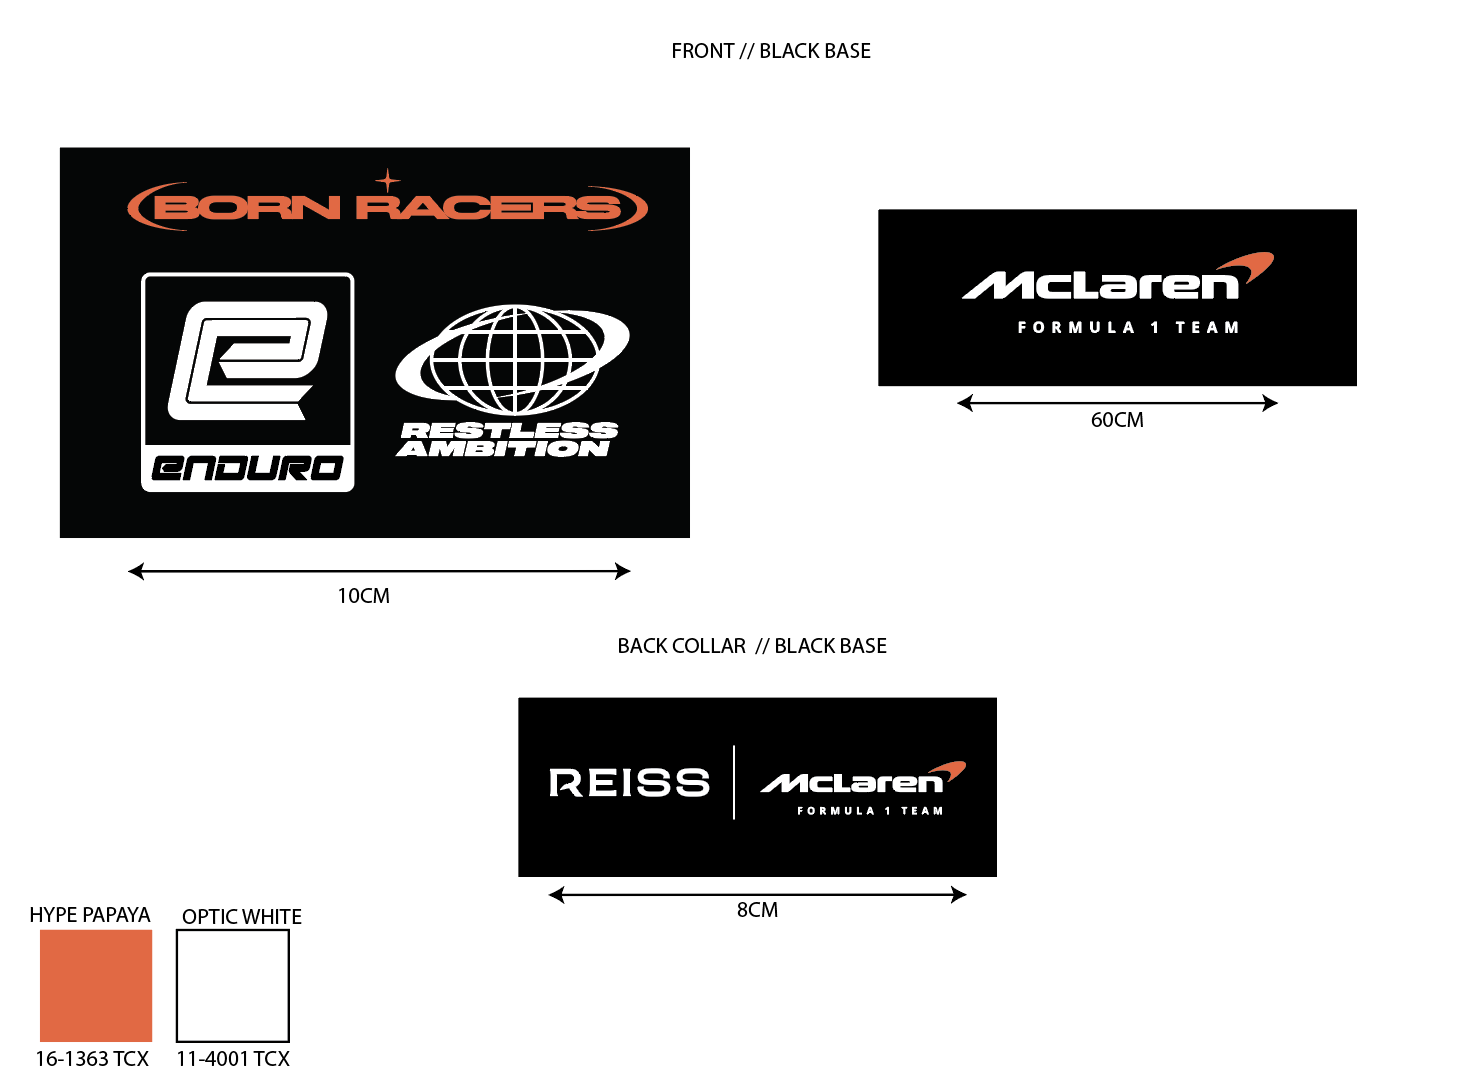 FRONT // BLACK BASE
BORN RACERS
ENDURO
RESTLESS
AMBITION
10CM
McLaren
FORMULA 1 TEAM
60CM
BACK COLLAR // BLACK BASE
REISS
McLaren
FORMULA 1 TEAM
8CM
HYPE PAPAYA
OPTIC WHITE
16-1363 TCX
11-4001 TCX